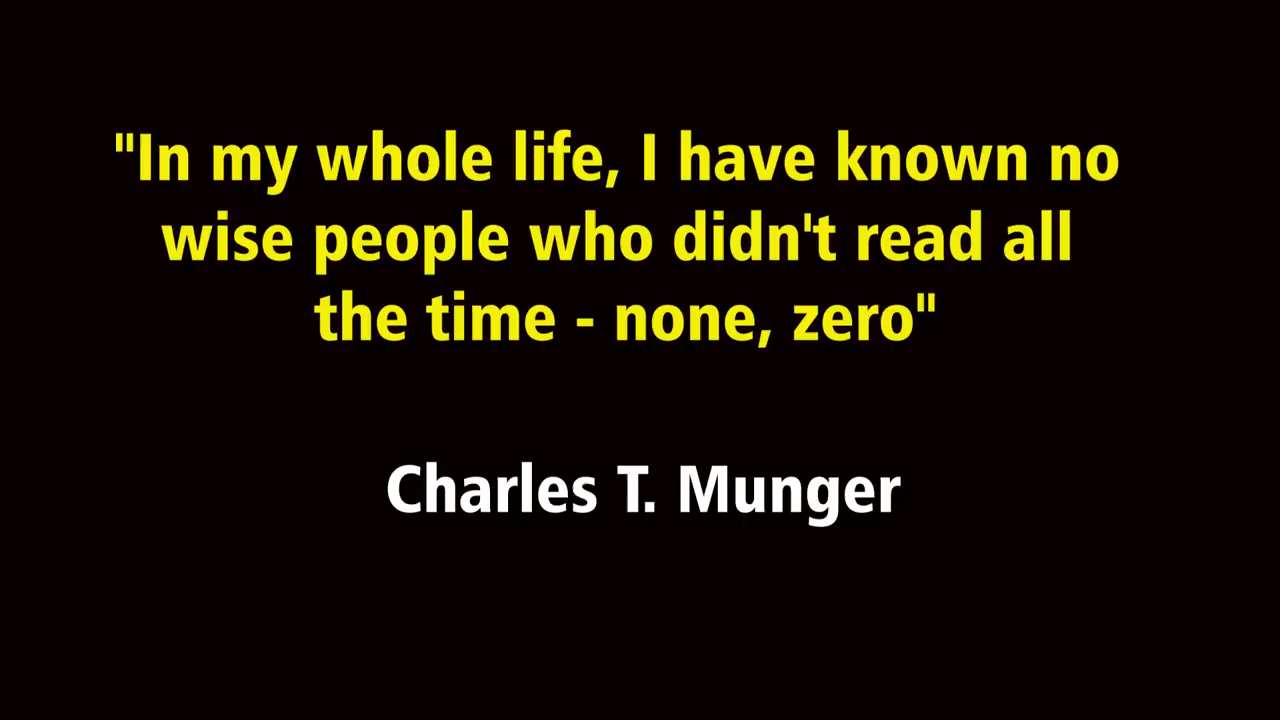 "In my whole life, I have known no
wise people who didn't read all
the time - none, zero"
Charles T. Munger